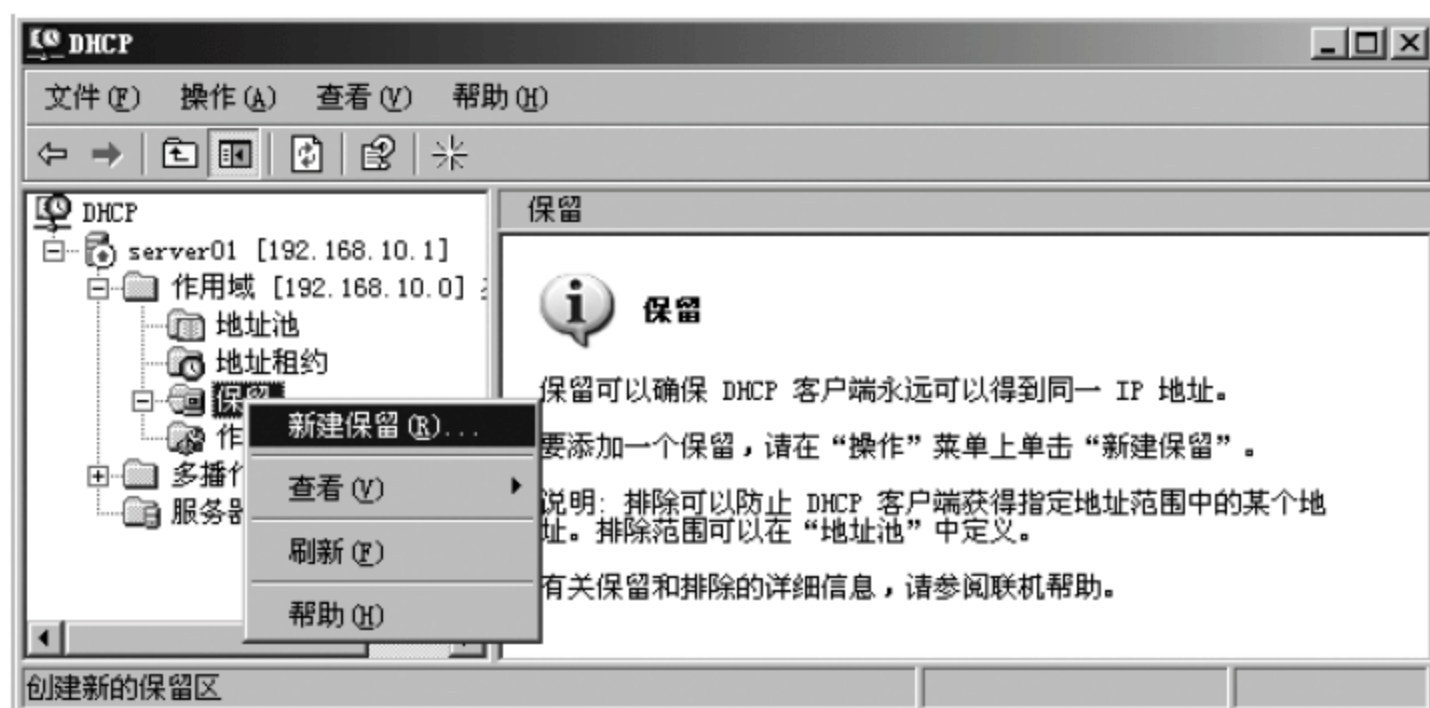 DHCP
文件(F) 操作(A) 查看(V) 帮助(H)
DHCP
server01 [192.168.10.1]
作用域 [192.168.10.0]
地址池
地址租约
保留
作
多播
服务器
新建保留(R)...
查看(V)
刷新(F)
帮助(H)
保留
保留
保留可以确保 DHCP 客户端永远可以得到同一 IP 地址。
要添加一个保留，请在“操作”菜单上单击“新建保留”。
说明: 排除可以防止 DHCP 客户端获得指定地址范围中的某个地
址。排除范围可以在“地址池”中定义。
有关保留和排除的详细信息，请参阅联机帮助。
创建新的保留区